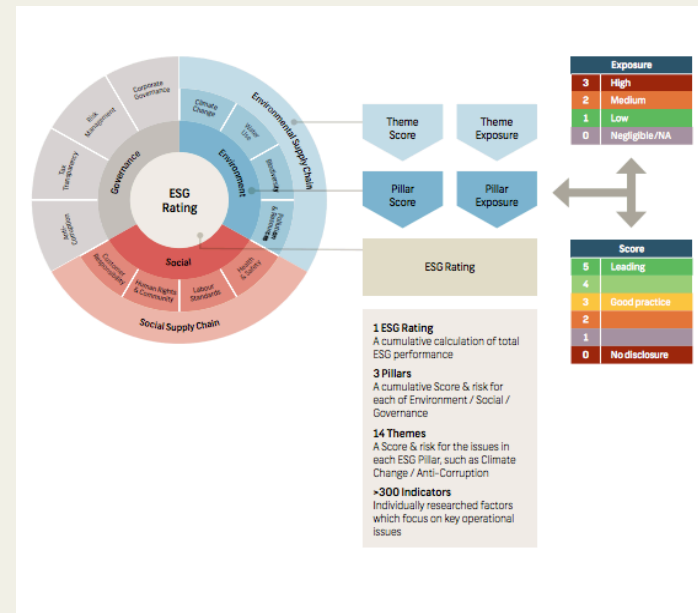 Corporate
Governance
Risk
Management
Tax
Transparency
Anti-
Corruption
Governance
Climate
Change
Water
Use
Biodiversity
Pollution
& Resources
Environment
Environmental Supply Chain
ESG
Rating
Social
Customer
Responsibility
Human Rights
& Community
Labour
Standards
Health
& Safety
Social Supply Chain
Theme
Score
Theme
Exposure
Pillar
Score
Pillar
Exposure
ESG Rating
1 ESG Rating
A cumulative calculation of total
ESG performance
3 Pillars
A cumulative Score & risk for
each of Environment / Social /
Governance
14 Themes
A Score & risk for the issues in
each ESG Pillar, such as Climate
Change / Anti-Corruption
>300 Indicators
Individually researched factors
which focus on key operational
issues
Exposure
3 High
2 Medium
1 Low
0 Negligible/NA
Score
5 Leading
4
3 Good practice
2
1
0 No disclosure